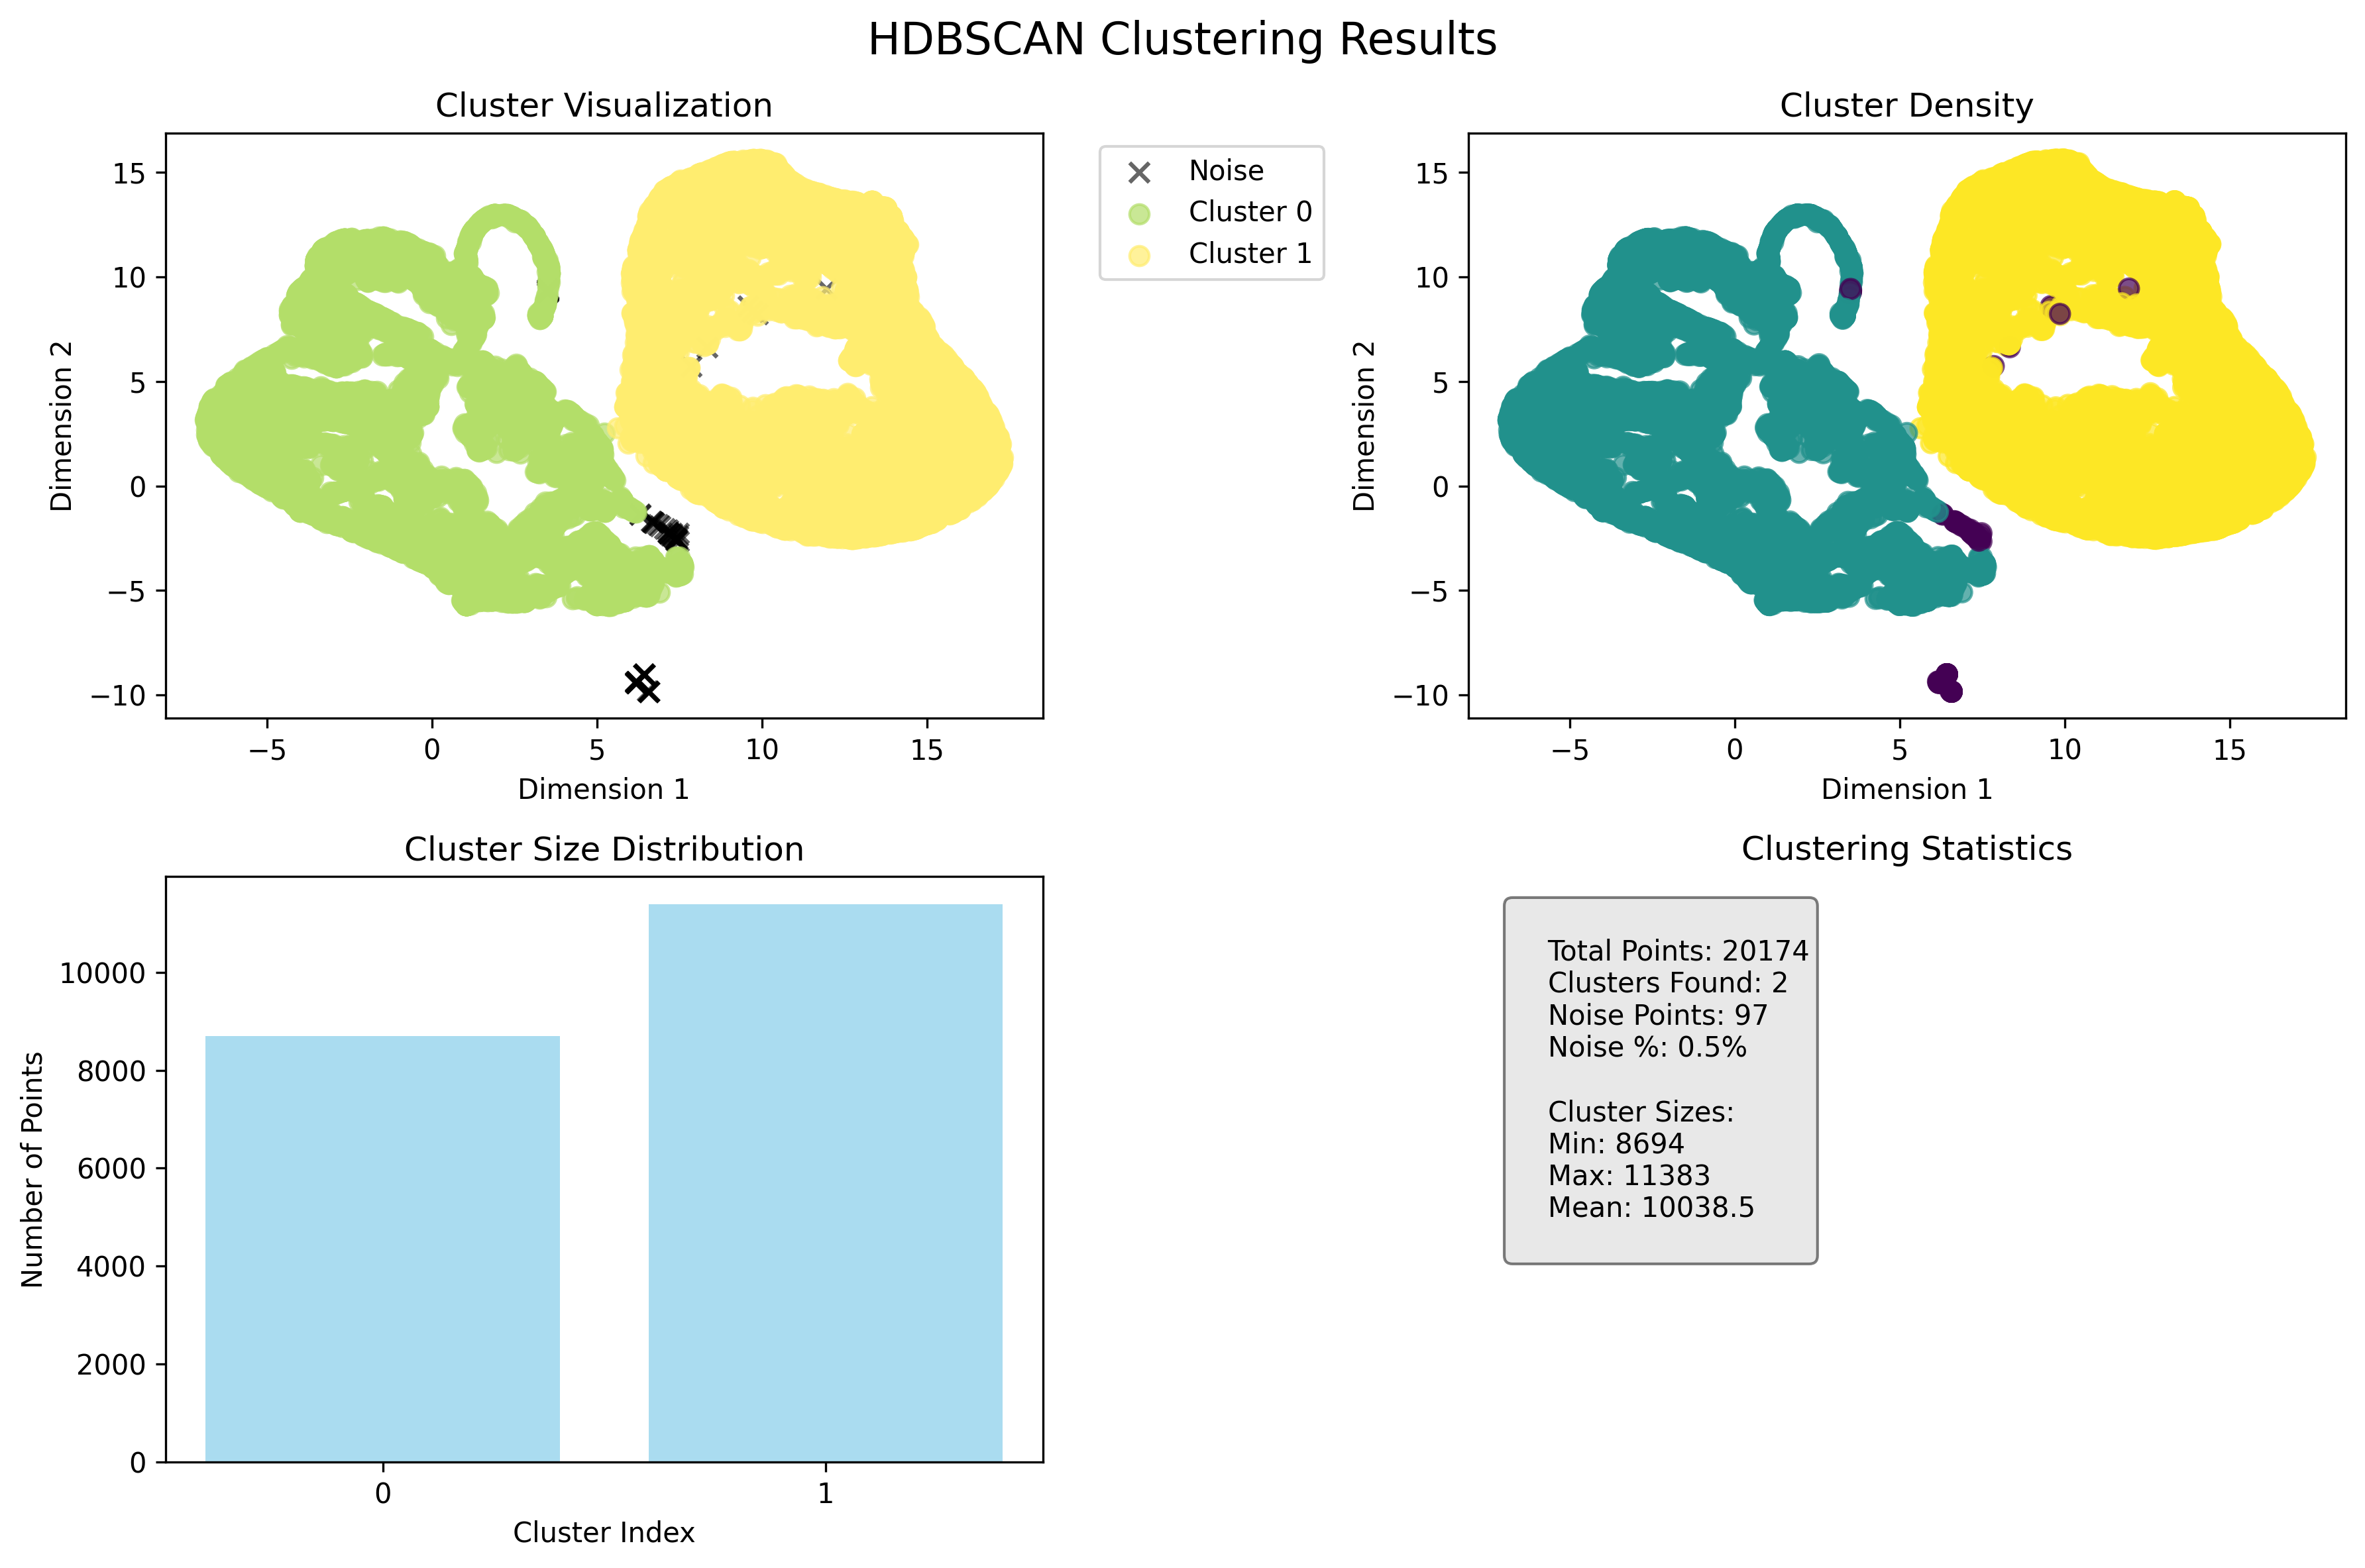 HDBSCAN Clustering Results
Cluster Visualization
15
10
5
0
−5
−10
−5
0
5
10
15
Dimension 2
Dimension 1
Noise
Cluster 0
Cluster 1
Cluster Density
15
10
5
0
−5
−10
−5
0
5
10
15
Dimension 2
Dimension 1
Cluster Size Distribution
10000
8000
6000
4000
2000
0
0
1
Number of Points
Cluster Index
Clustering Statistics
Total Points: 20174
Clusters Found: 2
Noise Points: 97
Noise %: 0.5%
Cluster Sizes:
Min: 8694
Max: 11383
Mean: 10038.5